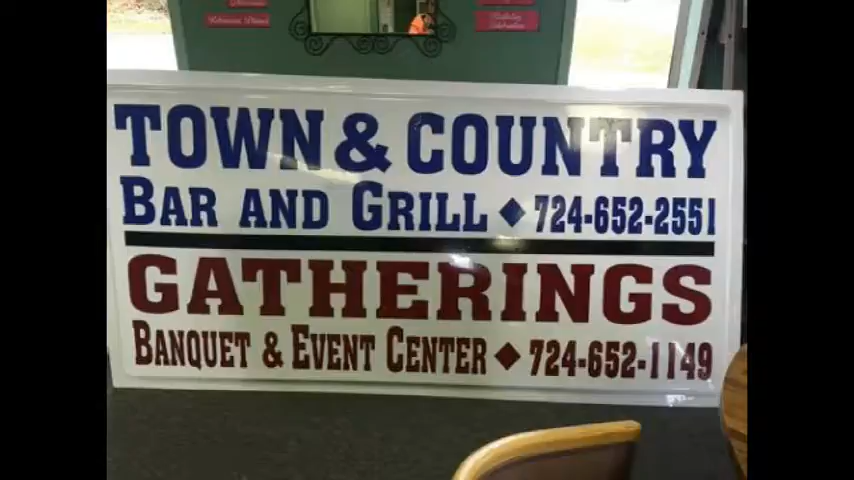 TOWN & COUNTRY
BAR AND GRILL ◆ 724-652-2551
GATHERINGS
BANQUET & EVENT CENTER ◆ 724-652-1149